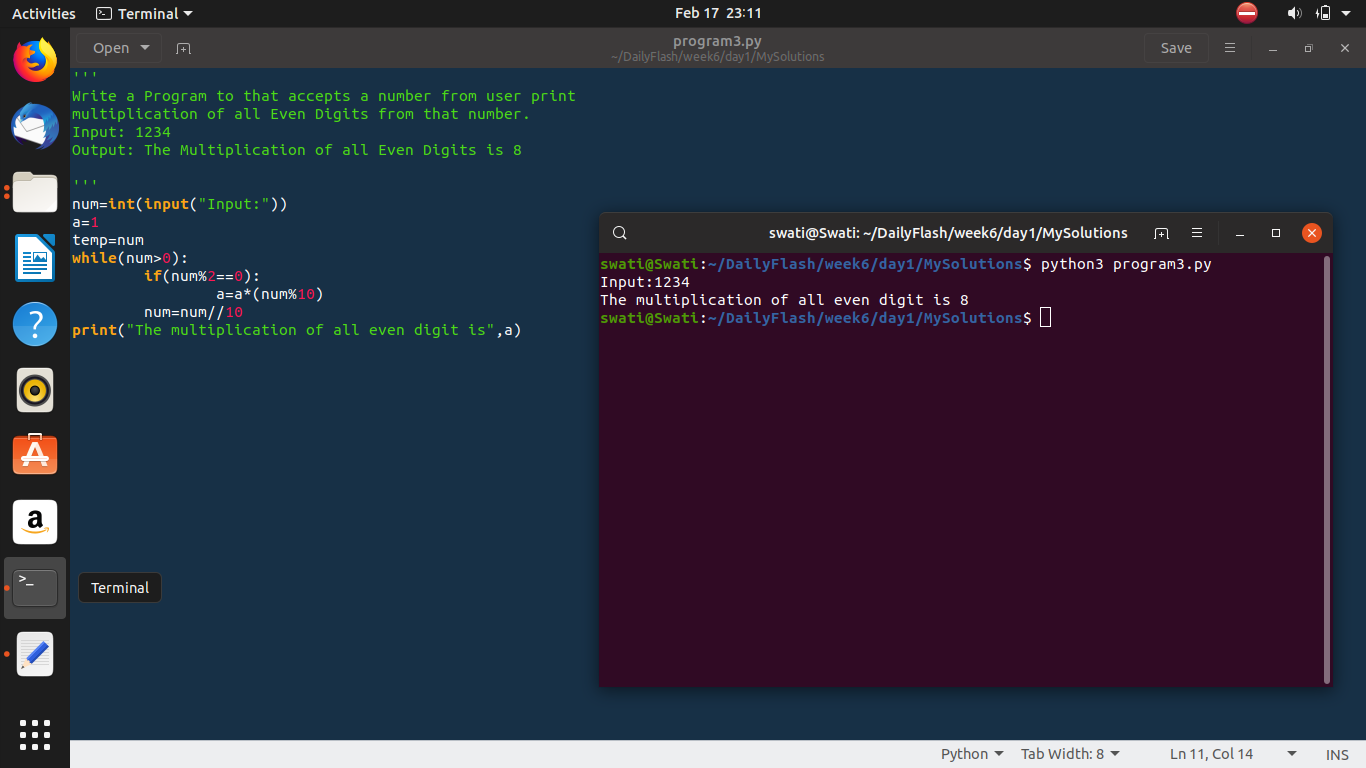 Activities
Terminal
Feb 17 23:11
Open
program3.py
~/DailyFlash/week6/day1/MySolutions
Save
'''
Write a Program to that accepts a number from user print
multiplication of all Even Digits from that number.
Input: 1234
Output: The Multiplication of all Even Digits is 8
'''
num=int(input("Input:"))
a=1
temp=num
while(num>0):
        if(num%2==0):
                a=a*(num%10)
        num=num//10
print("The multiplication of all even digit is",a)
swati@Swati: ~/DailyFlash/week6/day1/MySolutions
swati@Swati:~/DailyFlash/week6/day1/MySolutions$ python3 program3.py
Input:1234
The multiplication of all even digit is 8
swati@Swati:~/DailyFlash/week6/day1/MySolutions$
?
A
a
>_
Terminal
Python
Tab Width: 8
Ln 11, Col 14
INS